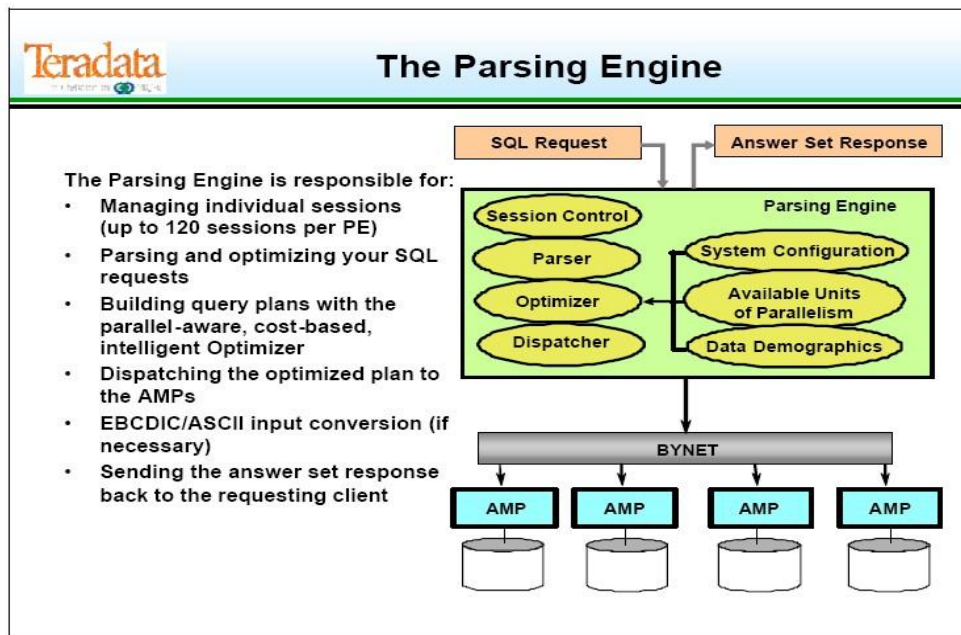 Teradata
The Parsing Engine
The Parsing Engine is responsible for:
• Managing individual sessions
(up to 120 sessions per PE)
• Parsing and optimizing your SQL
requests
• Building query plans with the
parallel-aware, cost-based,
intelligent Optimizer
• Dispatching the optimized plan to
the AMPs
• EBCDIC/ASCII input conversion (if
necessary)
• Sending the answer set response
back to the requesting client
SQL Request
Answer Set Response
Parsing Engine
Session Control
Parser
Optimizer
Dispatcher
System Configuration
Available Units
of Parallelism
Data Demographics
BYNET
AMP
AMP
AMP
AMP